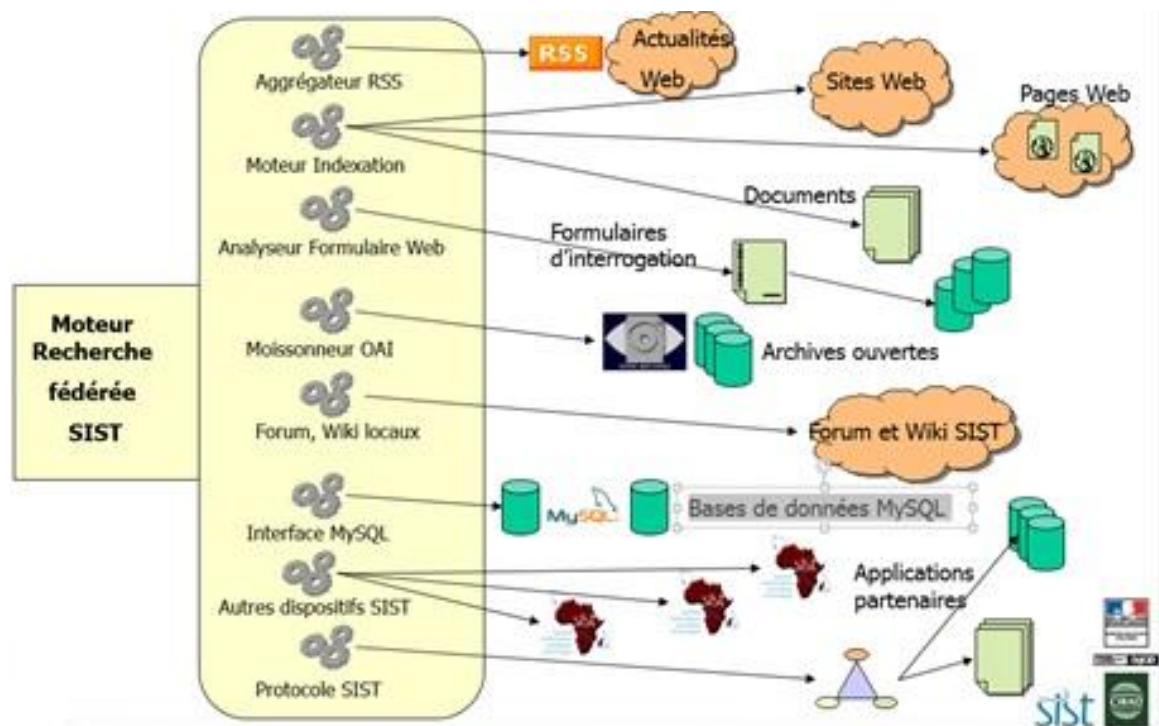 RSS
Actualités
Web
Aggrégateur RSS
Sites Web
Pages Web
Moteur Indexation
Documents
Analyseur Formulaire Web
Formulaires
d'interrogation
Moteur
Recherche
fédérée
SIST
Moissonneur OAI
Archives ouvertes
Forum, Wiki locaux
Forum et Wiki SIST
Interface MySQL
MySQL
Bases de données MySQL
Autres dispositifs SIST
Applications
partenaires
Protocole SIST
sist
cirad